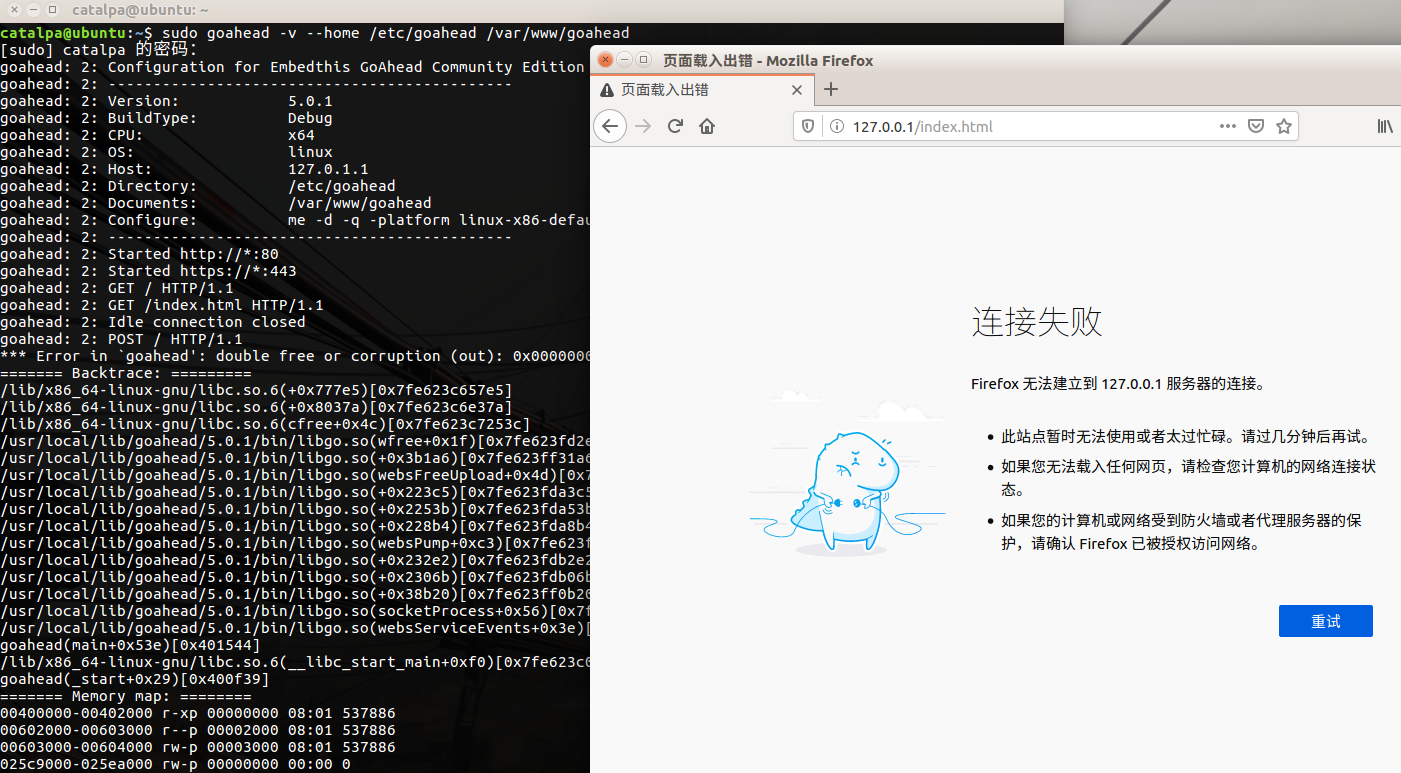 catalpa@ubuntu: ~
catalpa@ubuntu:~$ sudo goahead -v --home /etc/goahead /var/www/goahead
[sudo] catalpa 的密码：
goahead: 2: Configuration for Embedthis GoAhead Community Edition
goahead: 2: ---------------------------------------------
goahead: 2: Version: 5.0.1
goahead: 2: BuildType: Debug
goahead: 2: CPU: x64
goahead: 2: OS: linux
goahead: 2: Host: 127.0.1.1
goahead: 2: Directory: /etc/goahead
goahead: 2: Documents: /var/www/goahead
goahead: 2: Configure: me -d -q -platform linux-x86-defau
goahead: 2: ---------------------------------------------
goahead: 2: Started http://*:80
goahead: 2: Started https://*:443
goahead: 2: GET / HTTP/1.1
goahead: 2: GET /index.html HTTP/1.1
goahead: 2: Idle connection closed
goahead: 2: POST / HTTP/1.1
*** Error in `goahead': double free or corruption (out): 0x0000000
======= Backtrace: =========
/lib/x86_64-linux-gnu/libc.so.6(+0x777e5)[0x7fe623c657e5]
/lib/x86_64-linux-gnu/libc.so.6(+0x8037a)[0x7fe623c6e37a]
/lib/x86_64-linux-gnu/libc.so.6(cfree+0x4c)[0x7fe623c7253c]
/usr/local/lib/goahead/5.0.1/bin/libgo.so(wfree+0x1f)[0x7fe623fd2e
/usr/local/lib/goahead/5.0.1/bin/libgo.so(+0x3b1a6)[0x7fe623ff31a6
/usr/local/lib/goahead/5.0.1/bin/libgo.so(websFreeUpload+0x4d)[0x7
/usr/local/lib/goahead/5.0.1/bin/libgo.so(+0x223c5)[0x7fe623fda3c5
/usr/local/lib/goahead/5.0.1/bin/libgo.so(+0x2253b)[0x7fe623fda53b
/usr/local/lib/goahead/5.0.1/bin/libgo.so(+0x228b4)[0x7fe623fda8b4
/usr/local/lib/goahead/5.0.1/bin/libgo.so(websPump+0xc3)[0x7fe623f
/usr/local/lib/goahead/5.0.1/bin/libgo.so(+0x232e2)[0x7fe623fdb2e2
/usr/local/lib/goahead/5.0.1/bin/libgo.so(+0x2306b)[0x7fe623fdb06b
/usr/local/lib/goahead/5.0.1/bin/libgo.so(+0x38b20)[0x7fe623ff0b20
/usr/local/lib/goahead/5.0.1/bin/libgo.so(socketProcess+0x56)[0x7f
/usr/local/lib/goahead/5.0.1/bin/libgo.so(websServiceEvents+0x3e)[
goahead(main+0x53e)[0x401544]
/lib/x86_64-linux-gnu/libc.so.6(__libc_start_main+0xf0)[0x7fe623c0
goahead(_start+0x29)[0x400f39]
======= Memory map: ========
00400000-00402000 r-xp 00000000 08:01 537886
00602000-00603000 r--p 00002000 08:01 537886
00603000-00604000 rw-p 00003000 08:01 537886
025c9000-025ea000 rw-p 00000000 00:00 0
页面载入出错 - Mozilla Firefox
页面载入出错
127.0.0.1/index.html
连接失败
Firefox 无法建立到 127.0.0.1 服务器的连接。
此站点暂时无法使用或者太过忙碌。请过几分钟后再试。
如果您无法载入任何网页，请检查您计算机的网络连接状
态。
如果您的计算机或网络受到防火墙或者代理服务器的保
护，请确认 Firefox 已被授权访问网络。
重试